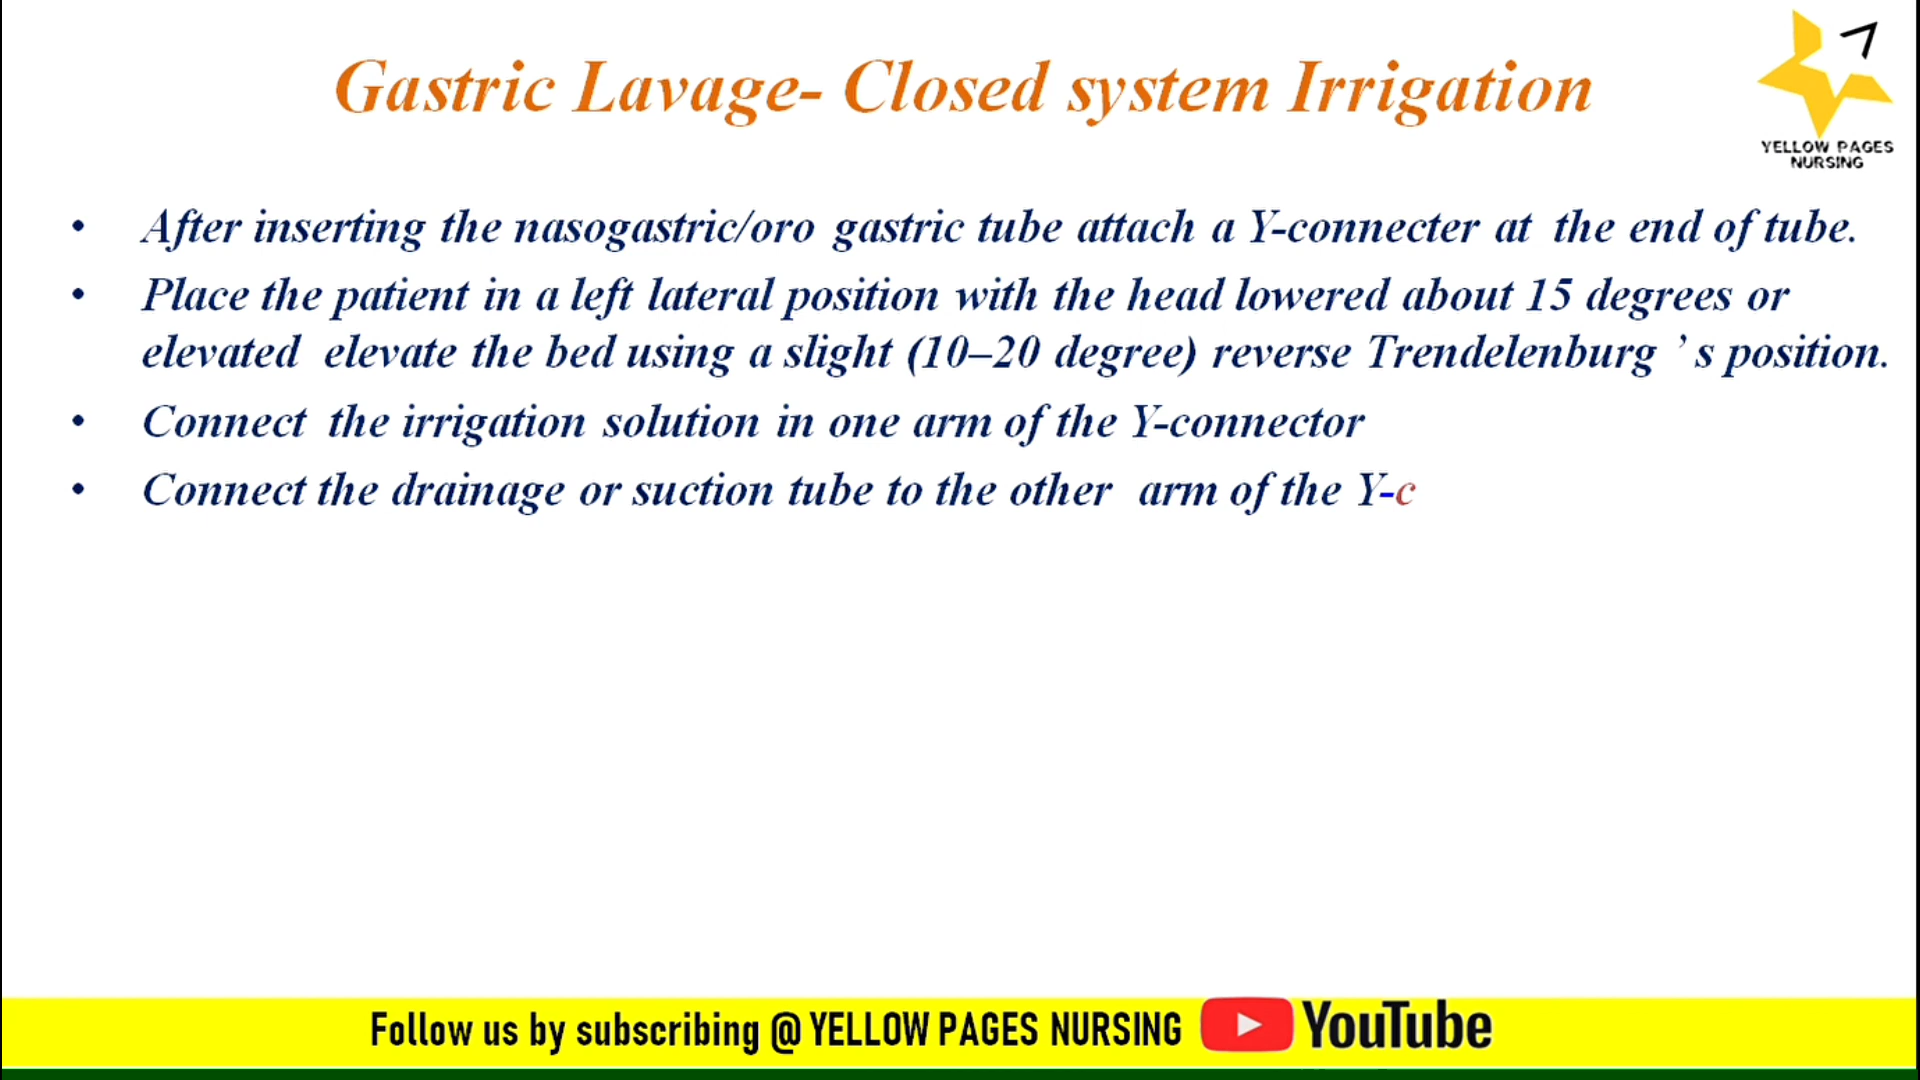 Gastric Lavage- Closed system Irrigation
YELLOW PAGES
NURSING
• After inserting the nasogastric/oro gastric tube attach a Y-connecter at the end of tube.
• Place the patient in a left lateral position with the head lowered about 15 degrees or
elevated elevate the bed using a slight (10–20 degree) reverse Trendelenburg ’ s position.
• Connect the irrigation solution in one arm of the Y-connector
• Connect the drainage or suction tube to the other arm of the Y-c
Follow us by subscribing @ YELLOW PAGES NURSING YouTube